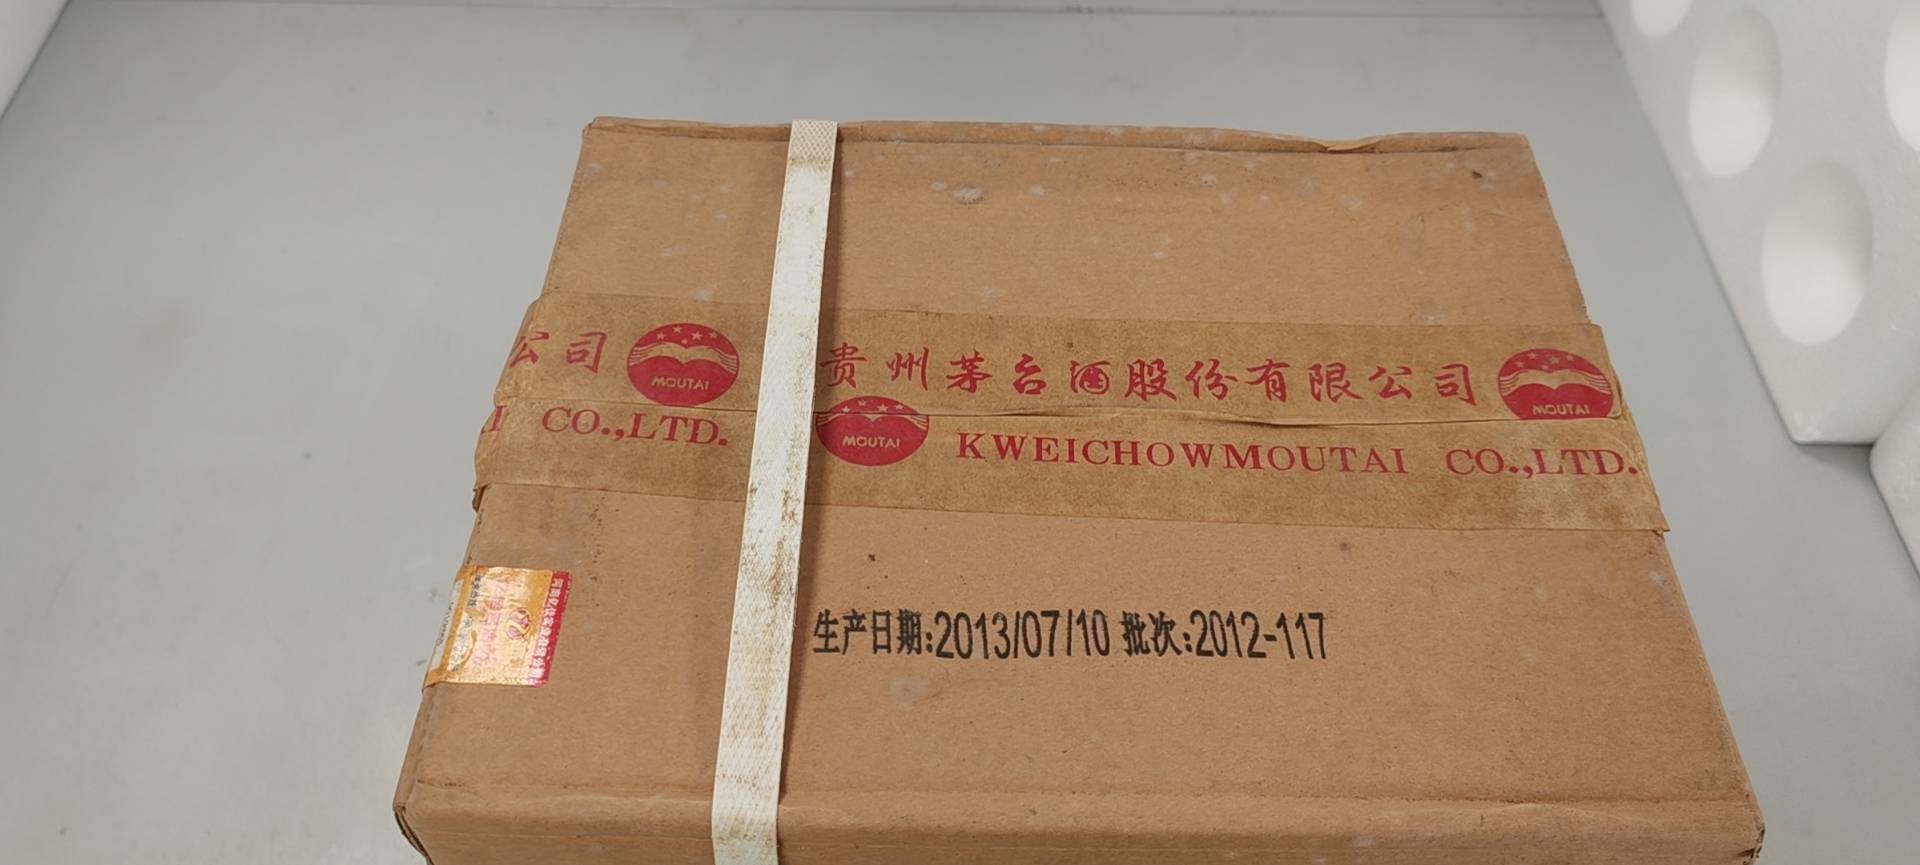 公司 MOUTAI 贵州茅台酒股份有限公司 MOUTAI
I CO.,LTD. MOUTAI KWEICHOWMOUTAI CO.,LTD.
生产日期:2013/07/10 批次:2012-117